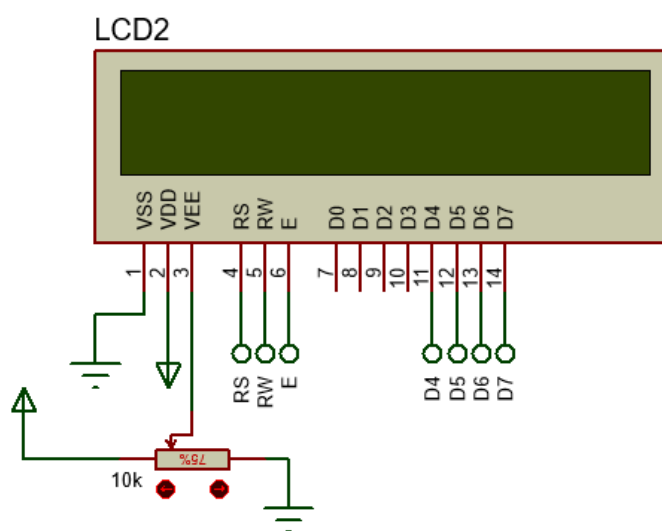 LCD2
VSS VDD VEE RS RW E D0 D1 D2 D3 D4 D5 D6 D7
1 2 3 4 5 6 7 8 9 10 11 12 13 14
RS RW E D4 D5 D6 D7
75%
10k